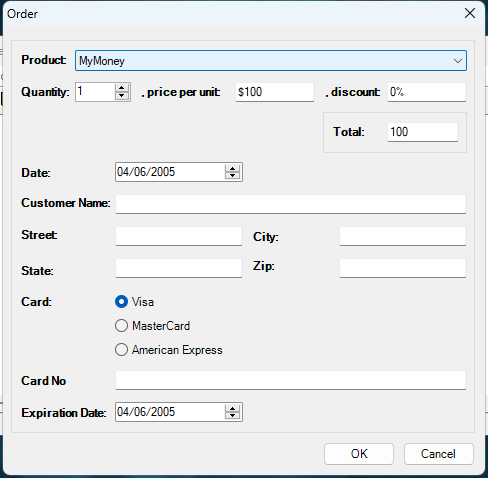 Order
Product: MyMoney
Quantity: 1 , price per unit: $100 , discount: 0%
Total: 100
Date: 04/06/2005
Customer Name:
Street: City:
State: Zip:
Card: Visa
MasterCard
American Express
Card No
Expiration Date: 04/06/2005
OK Cancel